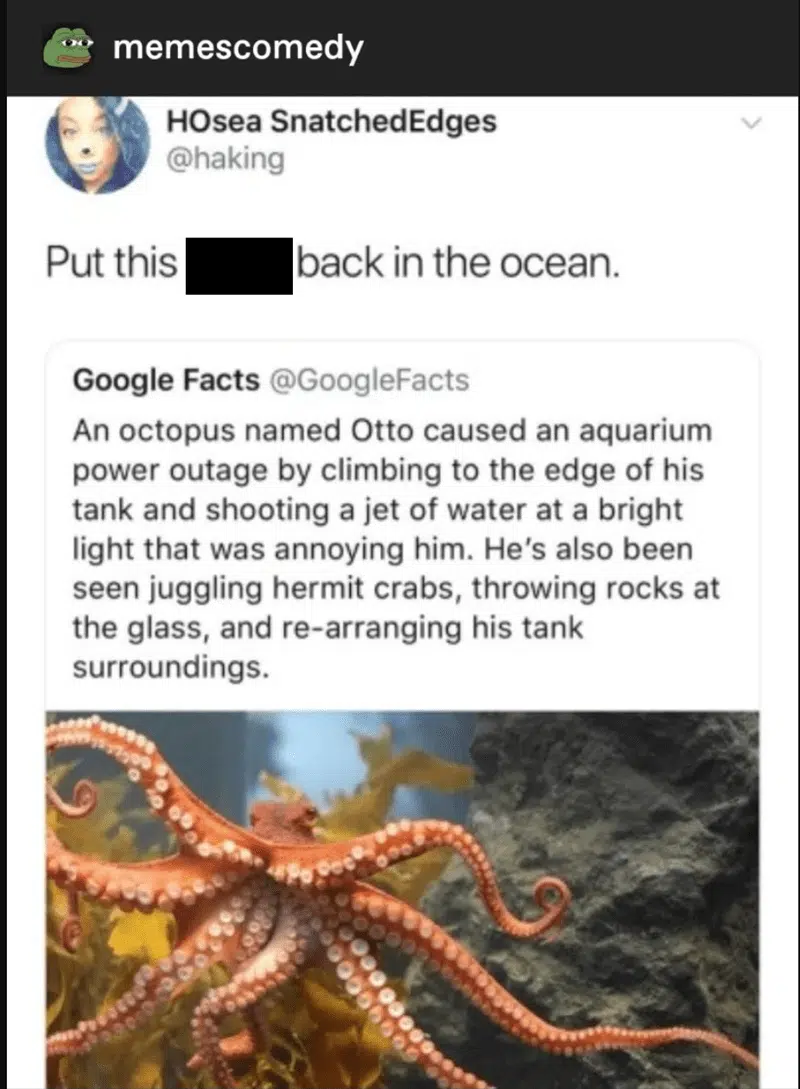 memescomedy
HOsea SnatchedEdges
@haking
Put this back in the ocean.
Google Facts @GoogleFacts
An octopus named Otto caused an aquarium
power outage by climbing to the edge of his
tank and shooting a jet of water at a bright
light that was annoying him. He's also been
seen juggling hermit crabs, throwing rocks at
the glass, and re-arranging his tank
surroundings.